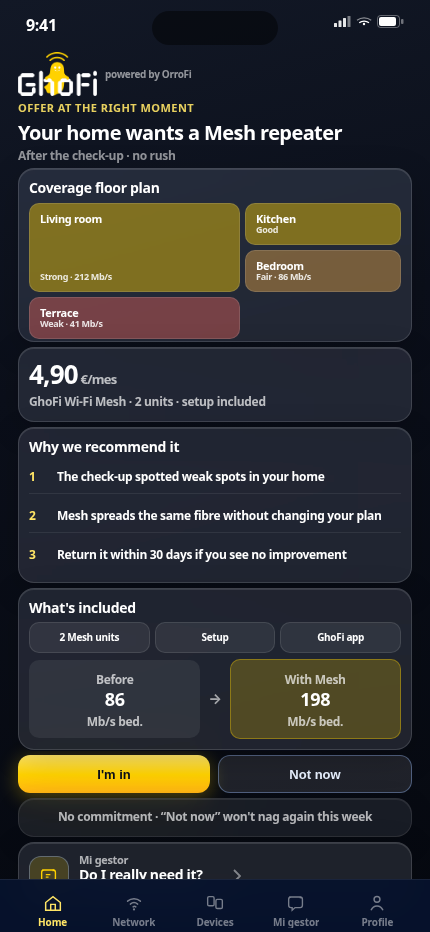 9:41
GhoFi powered by OrroFi
OFFER AT THE RIGHT MOMENT
Your home wants a Mesh repeater
After the check-up · no rush
Coverage floor plan
Living room
Strong · 212 Mb/s
Kitchen
Good
Bedroom
Fair · 86 Mb/s
Terrace
Weak · 41 Mb/s
4,90 €/mes
GhoFi Wi-Fi Mesh · 2 units · setup included
Why we recommend it
1 The check-up spotted weak spots in your home
2 Mesh spreads the same fibre without changing your plan
3 Return it within 30 days if you see no improvement
What's included
2 Mesh units
Setup
GhoFi app
Before
86
Mb/s bed.
→
With Mesh
198
Mb/s bed.
I'm in
Not now
No commitment · “Not now” won't nag again this week
Mi gestor
Do I really need it?
Home
Network
Devices
Mi gestor
Profile